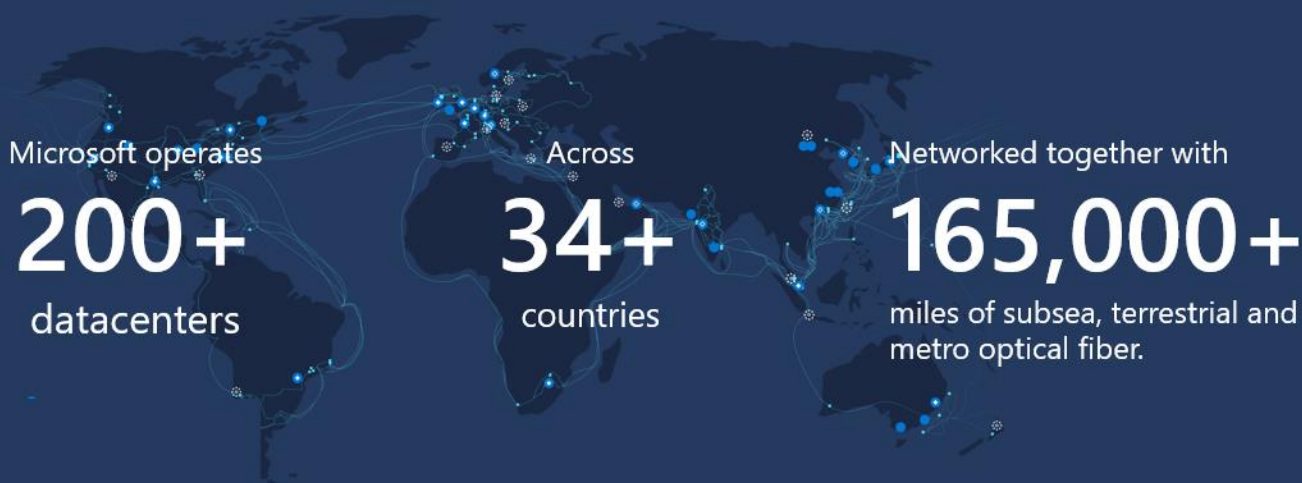 Microsoft operates
200+
datacenters
Across
34+
countries
Networked together with
165,000+
miles of subsea, terrestrial and
metro optical fiber.